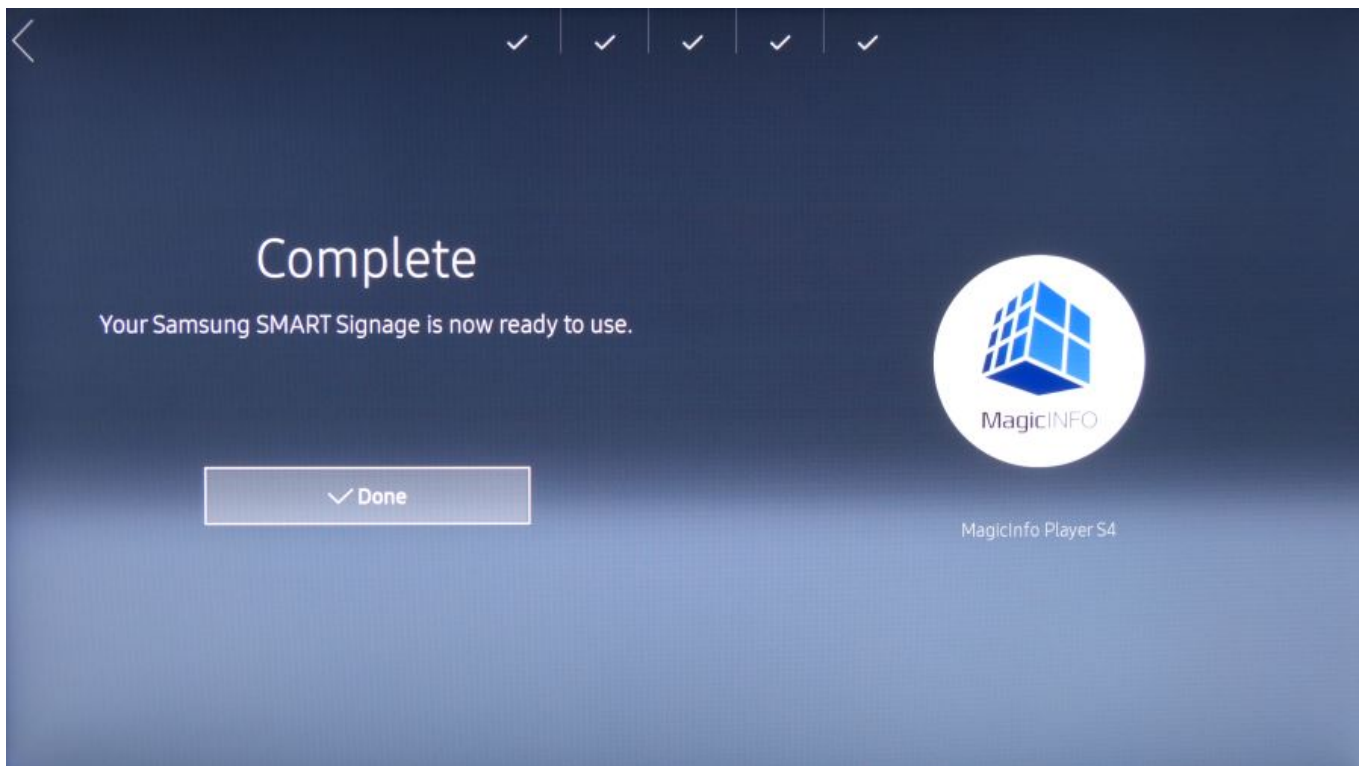 Complete
Your Samsung SMART Signage is now ready to use.
Done
MagicINFO
MagicInfo Player S4